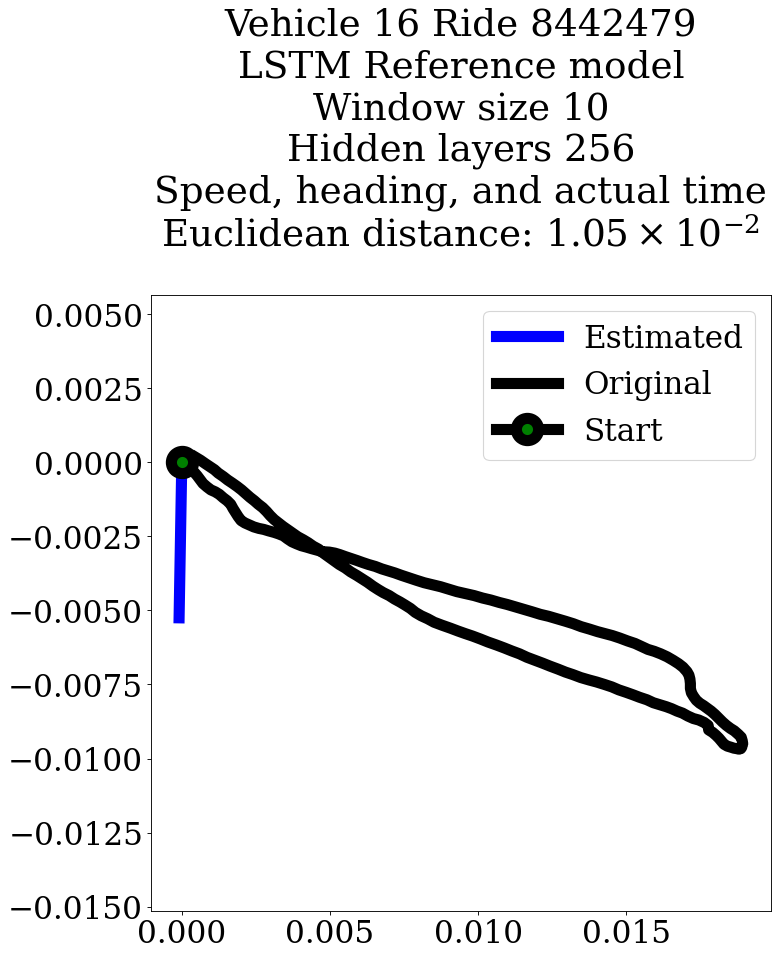 Vehicle 16 Ride 8442479
LSTM Reference model
Window size 10
Hidden layers 256
Speed, heading, and actual time
Euclidean distance: 1.05 × 10⁻²
Estimated
Original
Start
0.0050
0.0025
0.0000
−0.0025
−0.0050
−0.0075
−0.0100
−0.0125
−0.0150
0.000 0.005 0.010 0.015